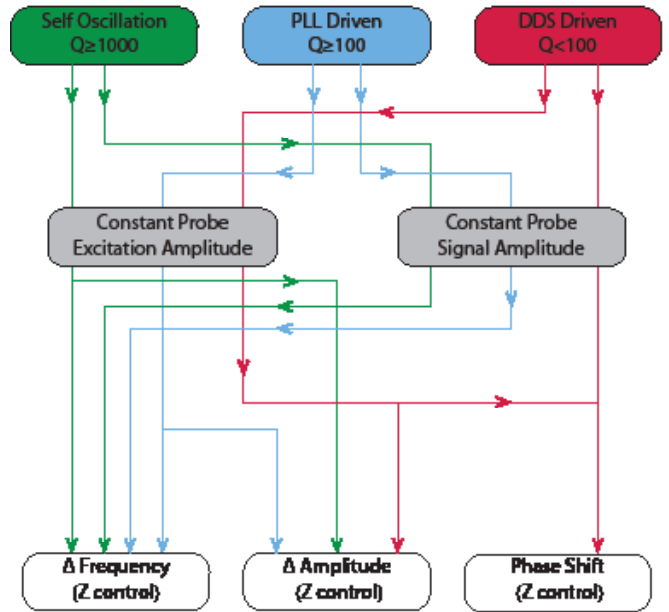 Self Oscillation
Q≥1000
PLL Driven
Q≥100
DDS Driven
Q<100
Constant Probe
Excitation Amplitude
Constant Probe
Signal Amplitude
Δ Frequency
(Z control)
Δ Amplitude
(Z control)
Phase Shift
(Z control)